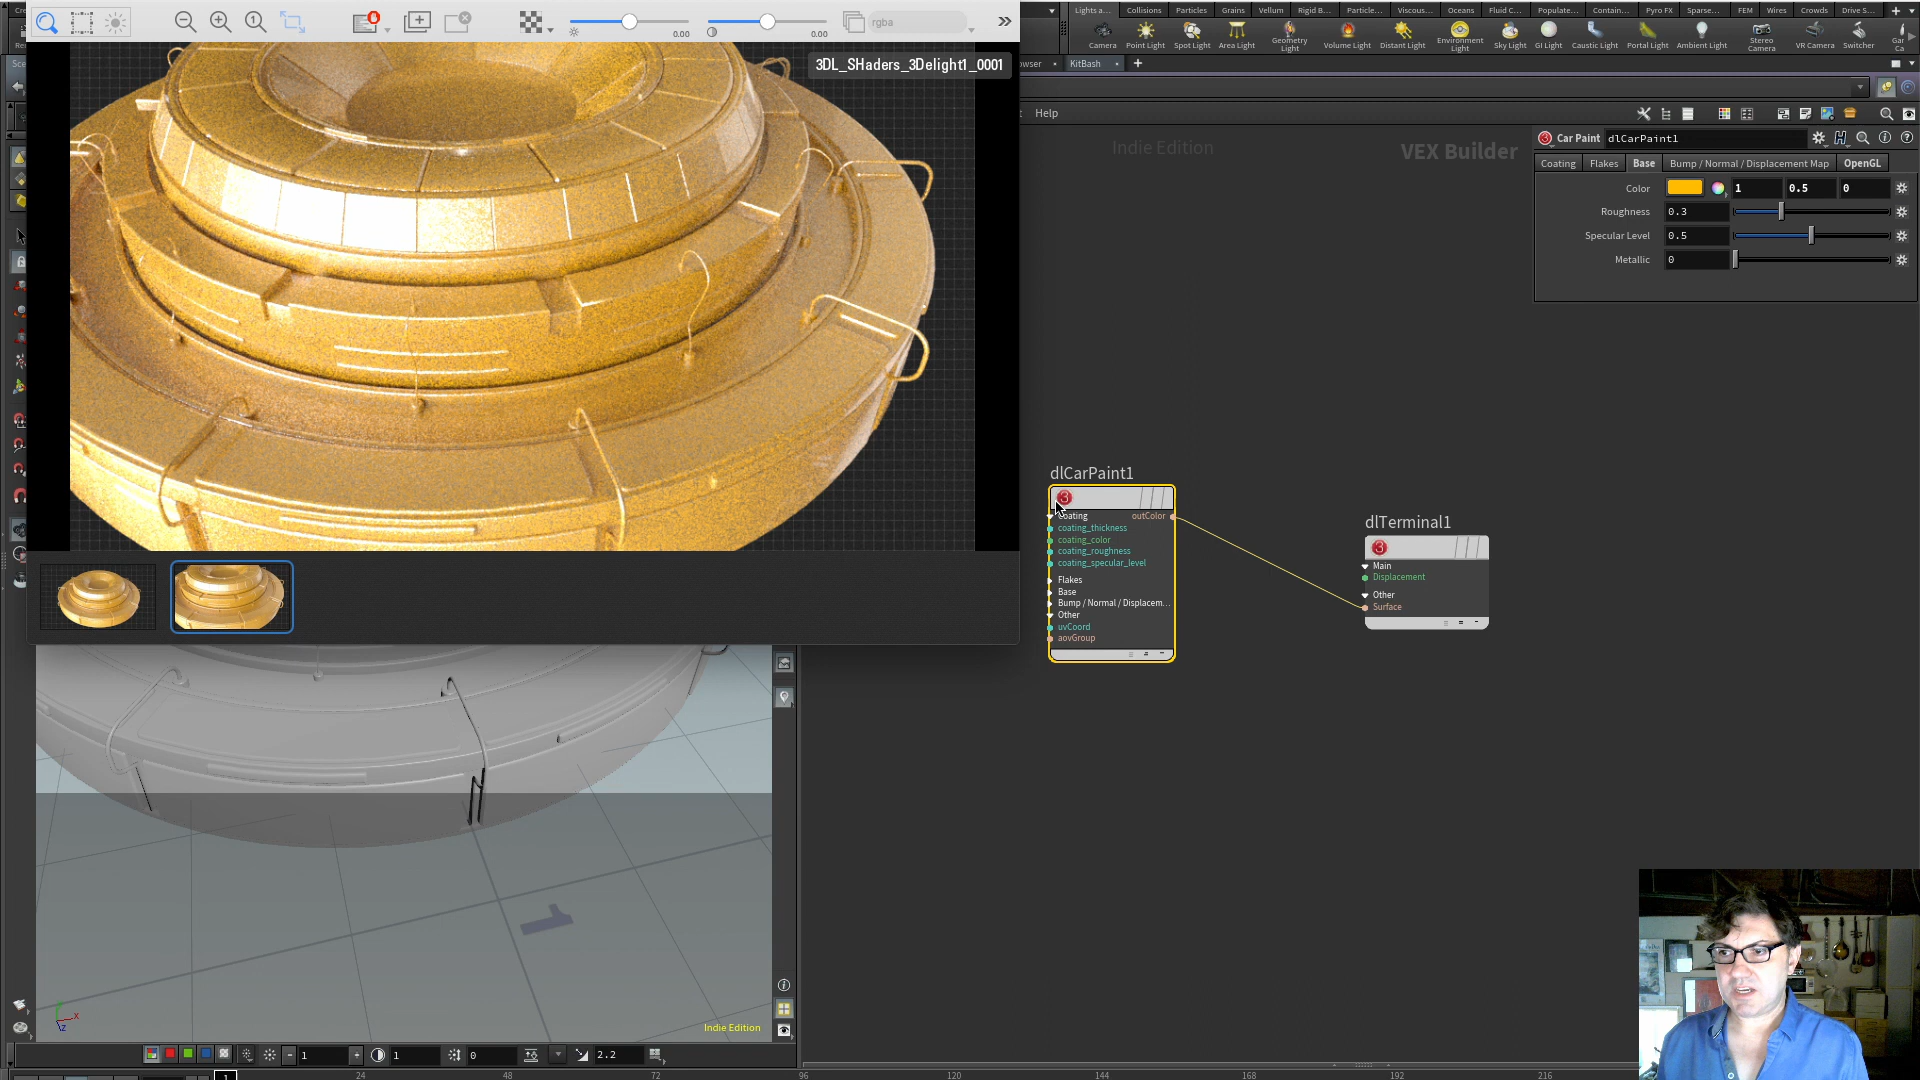 0.00
0.00
rgba
3DL_SHaders_3Delight1_0001
Lights a...
Collisions
Particles
Grains
Vellum
Rigid B...
Particle...
Viscous...
Oceans
Fluid C...
Populate...
Contain...
Pyro FX
Sparse...
FEM
Wires
Crowds
Drive S...
Camera
Point Light
Spot Light
Area Light
Geometry
Light
Volume Light
Distant Light
Environment
Light
Sky Light
GI Light
Caustic Light
Portal Light
Ambient Light
Stereo
Camera
VR Camera
Switcher
KitBash
Help
Indie Edition
VEX Builder
Car Paint
dlCarPaint1
Coating
Flakes
Base
Bump / Normal / Displacement Map
OpenGL
Color
1
0.5
0
Roughness
0.3
Specular Level
0.5
Metallic
0
dlCarPaint1
Coating
outColor
coating_thickness
coating_color
coating_roughness
coating_specular_level
Flakes
Base
Bump / Normal / Displacem...
Other
uvCoord
aovGroup
dlTerminal1
Main
Displacement
Other
Surface
1
Y
X
Z
Indie Edition
1
1
0
2.2
1
24
48
72
96
120
144
168
192
216